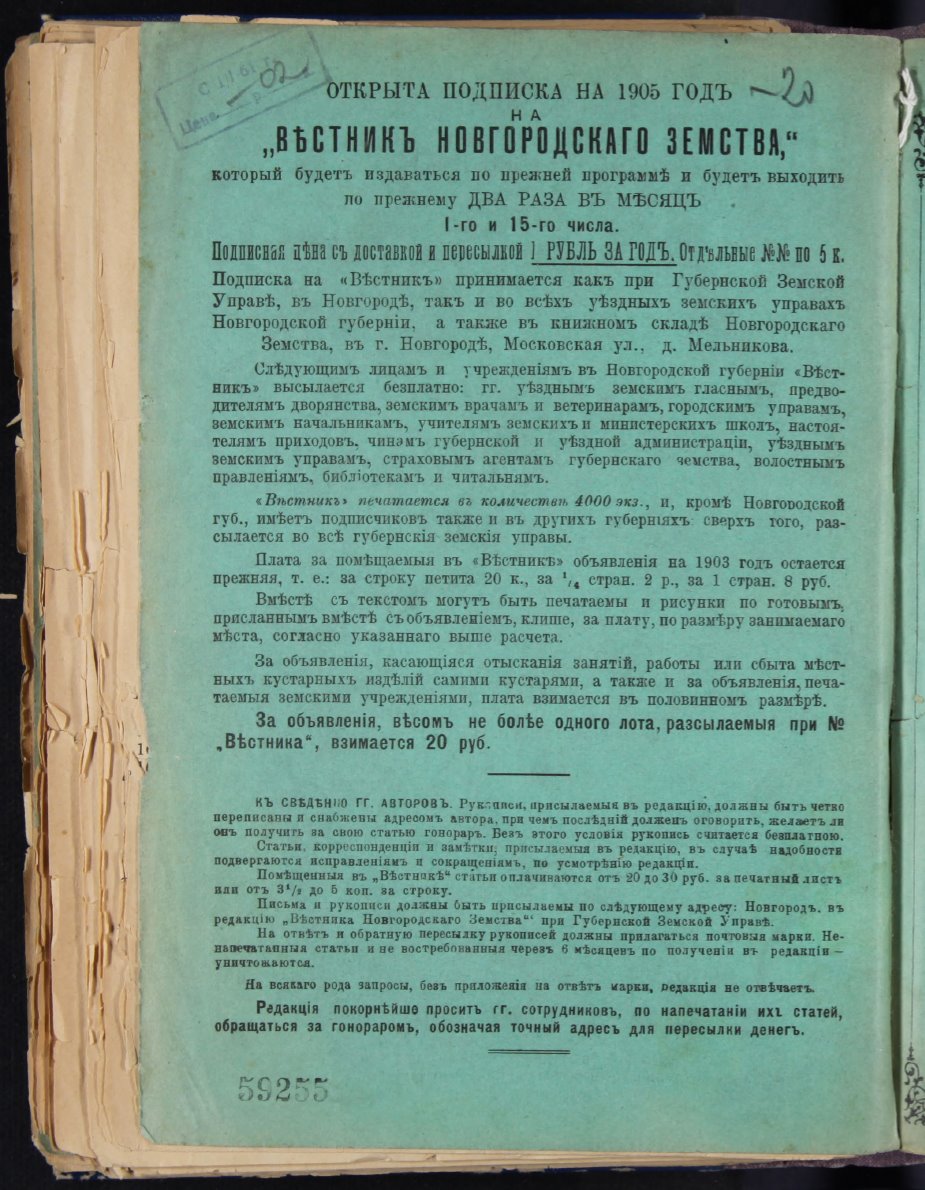 ОТКРЫТА ПОДПИСКА НА 1905 ГОДЪ
—20
НА
„ВѢСТНИКЪ НОВГОРОДСКАГО ЗЕМСТВА,“
который будетъ издаваться по прежней программѣ и будетъ выходить
по прежнему ДВА РАЗА ВЪ МѢСЯЦЪ
1-го и 15-го числа.
Подписная цѣна съ доставкой и пересылкой 1 РУБЛЬ ЗА ГОДЪ. Отдѣльные №№ по 5 к.
Подписка на «Вѣстникъ» принимается какъ при Губернской Земской
Управѣ, въ Новгородѣ, такъ и во всѣхъ уѣздныхъ земскихъ управахъ
Новгородской губерніи, а также въ книжномъ складѣ Новгородскаго
Земства, въ г. Новгородѣ, Московская ул., д. Мельникова.
Слѣдующимъ лицамъ и учрежденіямъ въ Новгородской губерніи «Вѣст-
никъ» высылается безплатно: гг. уѣзднымъ земскимъ гласнымъ, предво-
дителямъ дворянства, земскимъ врачамъ и ветеринарамъ, городскимъ управамъ,
земскимъ начальникамъ, учителямъ земскихъ и министерскихъ школъ, настоя-
телямъ приходовъ, чинамъ губернской и уѣздной администраціи, уѣзднымъ
земскимъ управамъ, страховымъ агентамъ губернскаго земства, волостнымъ
правленіямъ, библіотекамъ и читальнямъ.
«Вѣстникъ» печатается въ количествѣ 4000 экз., и, кромѣ Новгородской
губ., имѣетъ подписчиковъ также и въ другихъ губерніяхъ сверхъ того, раз-
сылается во всѣ губернскія земскія управы.
Плата за помѣщаемыя въ «Вѣстникѣ» объявленія на 1903 годъ остается
прежняя, т. е.: за строку петита 20 к., за 1/4 стран. 2 р., за 1 стран. 8 руб.
Вмѣстѣ съ текстомъ могутъ быть печатаемы и рисунки по готовымъ,
присланнымъ вмѣстѣ съ объявленіемъ, клише, за плату, по размѣру занимаемаго
мѣста, согласно указаннаго выше расчета.
За объявленія, касающіяся отысканія занятій, работы или сбыта мѣст-
ныхъ кустарныхъ издѣлій самими кустарями, а также и за объявленія, печа-
таемыя земскими учрежденіями, плата взимается въ половинномъ размѣрѣ.
За объявленія, вѣсомъ не болѣе одного лота, разсылаемыя при №
„Вѣстника“, взимается 20 руб.
КЪ СВѢДѢНІЮ ГГ. АВТОРОВЪ. Рукописи, присылаемыя въ редакцію, должны быть четко
переписаны и снабжены адресомъ автора, при чемъ послѣдній долженъ оговорить, желаетъ ли
онъ получить за свою статью гонораръ. Безъ этого условія рукопись считается безплатною.
Статьи, корреспонденціи и замѣтки, присылаемыя въ редакцію, въ случаѣ надобности
подвергаются исправленіямъ и сокращеніямъ, по усмотрѣнію редакціи.
Помѣщенныя въ „Вѣстникѣ“ статьи оплачиваются отъ 20 до 30 руб. за печатный листъ
или отъ 3 1/2 до 5 коп. за строку.
Письма и рукописи должны быть присылаемы по слѣдующему адресу: Новгородъ, въ
редакцію „Вѣстника Новгородскаго Земства“ при Губернской Земской Управѣ.
На отвѣтъ и обратную пересылку рукописей должны прилагаться почтовыя марки. Не-
напечатанныя статьи и не востребованныя черезъ 6 мѣсяцевъ по полученіи въ редакціи—
уничтожаются.
На всякаго рода запросы, безъ приложенія на отвѣтъ марки, редакція не отвѣчаетъ.
Редакція покорнѣйше проситъ гг. сотрудниковъ, по напечатаніи ихъ статей,
обращаться за гонораромъ, обозначая точный адресъ для пересылки денегъ.
59255